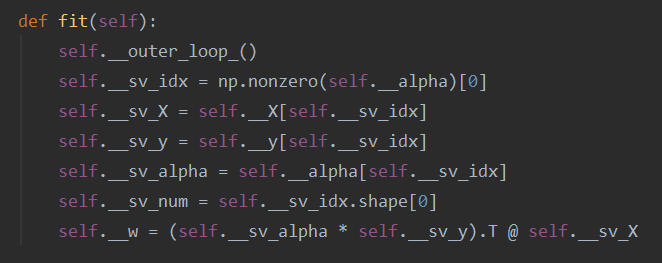 def fit(self):
    self.__outer_loop_()
    self.__sv_idx = np.nonzero(self.__alpha)[0]
    self.__sv_X = self.__X[self.__sv_idx]
    self.__sv_y = self.__y[self.__sv_idx]
    self.__sv_alpha = self.__alpha[self.__sv_idx]
    self.__sv_num = self.__sv_idx.shape[0]
    self.__w = (self.__sv_alpha * self.__sv_y).T @ self.__sv_X